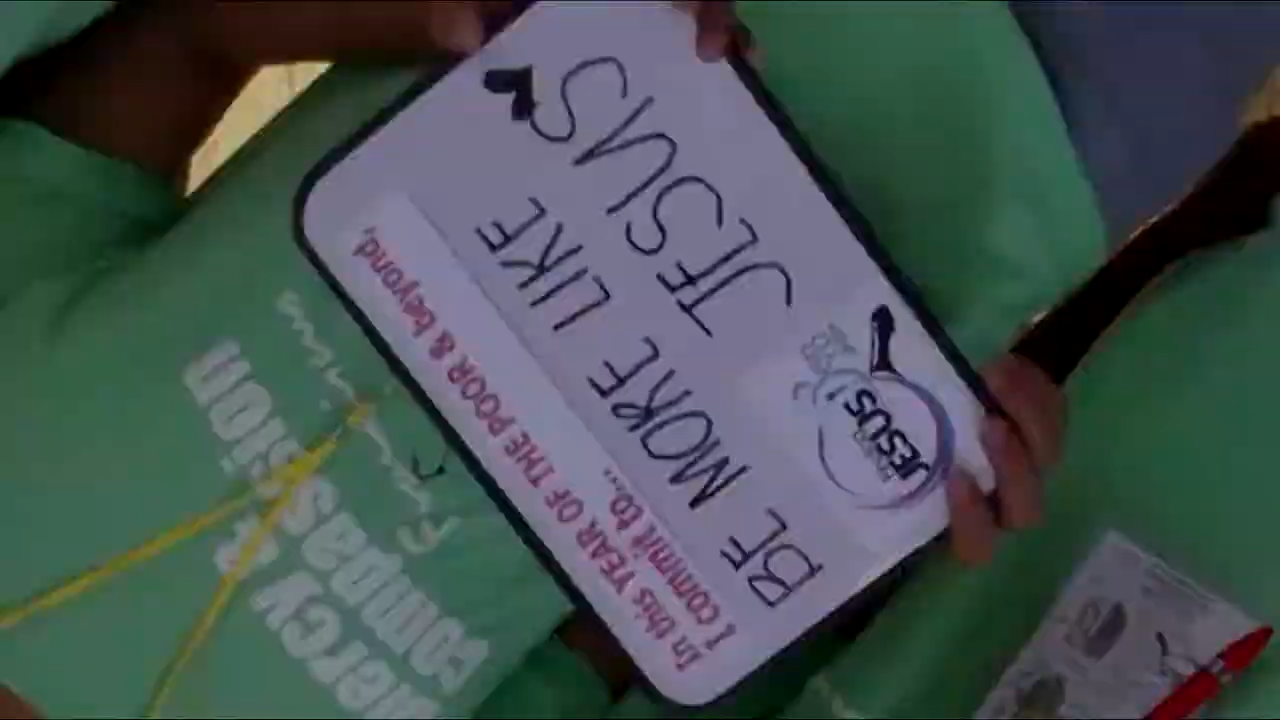 In this YEAR OF THE POOR & beyond,
I commit to...
BE MORE LIKE
JESUS
JESUS!
mercy
&
compassion